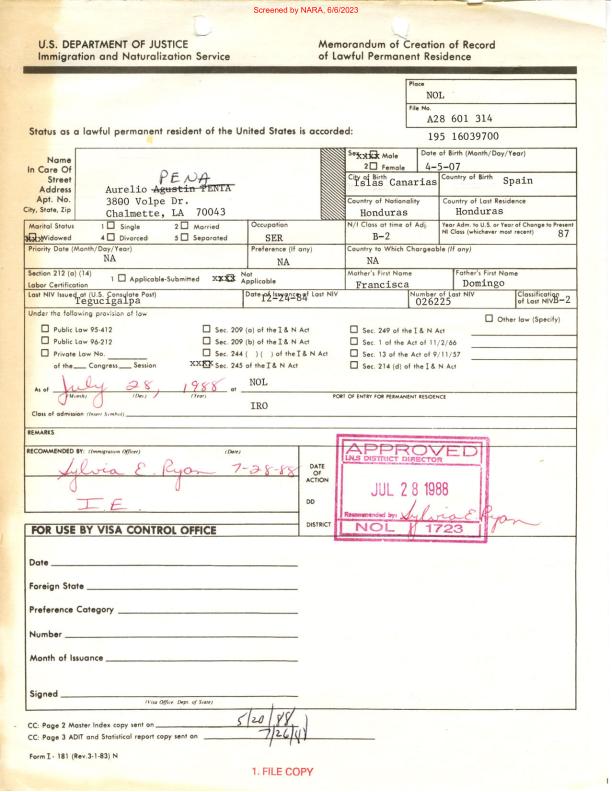 Screened by NARA, 6/6/2023
U.S. DEPARTMENT OF JUSTICE
Immigration and Naturalization Service
Memorandum of Creation of Record
of Lawful Permanent Residence
Place
NOL
File No.
A28 601 314
195 16039700
Status as a lawful permanent resident of the United States is accorded:
Name
In Care Of
Street
Address
Apt. No.
City, State, Zip
PENA
Aurelio Agustin PENTA
3800 Volpe Dr.
Chalmette, LA 70043
Sex xxxx Male
2 Female
Date of Birth (Month/Day/Year)
4-5-07
City of Birth
Islas Canarias
Country of Birth
Spain
Country of Nationality
Honduras
Country of Last Residence
Honduras
Marital Status
1 Single
2 Married
xxx Widowed
4 Divorced
5 Separated
Occupation
SER
N/I Class at time of Adj.
B-2
Year Adm. to U.S. or Year of Change to Present
NI Class (whichever most recent)
87
Priority Date (Month/Day/Year)
NA
Preference (If any)
NA
Country to Which Chargeable (If any)
NA
Section 212 (a) (14)
Labor Certification
1 Applicable-Submitted
xxxx Not
Applicable
Mother's First Name
Francisca
Father's First Name
Domingo
Last NIV Issued at (U.S. Consulate Post)
Tegucigalpa
Date of Issuance of Last NIV
12-24-84
Number of Last NIV
026225
Classification
of Last NIV B-2
Under the following provision of law
Other law (Specify)
Public Law 95-412
Sec. 209 (a) of the I & N Act
Sec. 249 of the I & N Act
Public Law 96-212
Sec. 209 (b) of the I & N Act
Sec. 1 of the Act of 11/2/66
Private Law No.
Sec. 244 ( ) ( ) of the I & N Act
Sec. 13 of the Act of 9/11/57
of the Congress, Session
xxxx Sec. 245 of the I & N Act
Sec. 214 (d) of the I & N Act
As of July 28, 1988 at NOL
(Month) (Day) (Year)
PORT OF ENTRY FOR PERMANENT RESIDENCE
IRO
Class of admission (Insert Symbol)
REMARKS
RECOMMENDED BY: (Immigration Officer) (Date)
Sylvia E. Ryan 7-28-88
I.E.
DATE
OF
ACTION
DD
DISTRICT
APPROVED
I.N.S DISTRICT DIRECTOR
JUL 28 1988
Recommended by: Sylvia E. Ryan
NOL 1723
FOR USE BY VISA CONTROL OFFICE
Date
Foreign State
Preference Category
Number
Month of Issuance
Signed
(Visa Office, Dept. of State)
CC: Page 2 Master Index copy sent on 5/20/88
CC: Page 3 ADIT and Statistical report copy sent on
Form I - 181 (Rev. 3-1-83) N
1. FILE COPY